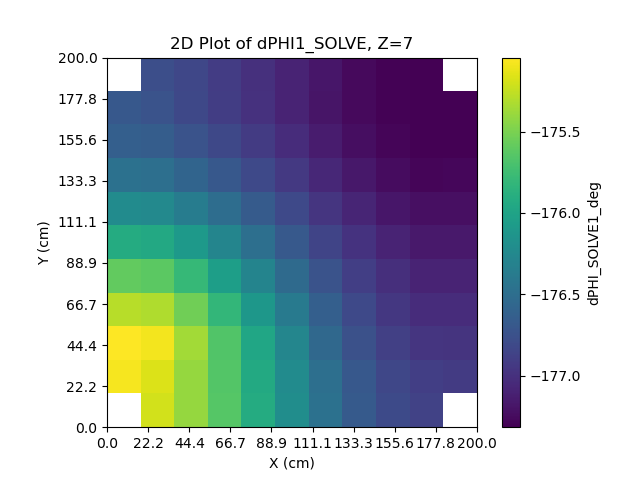 2D Plot of dPHI1_SOLVE, Z=7
200.0
177.8
155.6
133.3
111.1
88.9
66.7
44.4
22.2
0.0
Y (cm)
0.0 22.2 44.4 66.7 88.9 111.1 133.3 155.6 177.8 200.0
X (cm)
−175.5
−176.0
−176.5
−177.0
dPHI_SOLVE1_deg